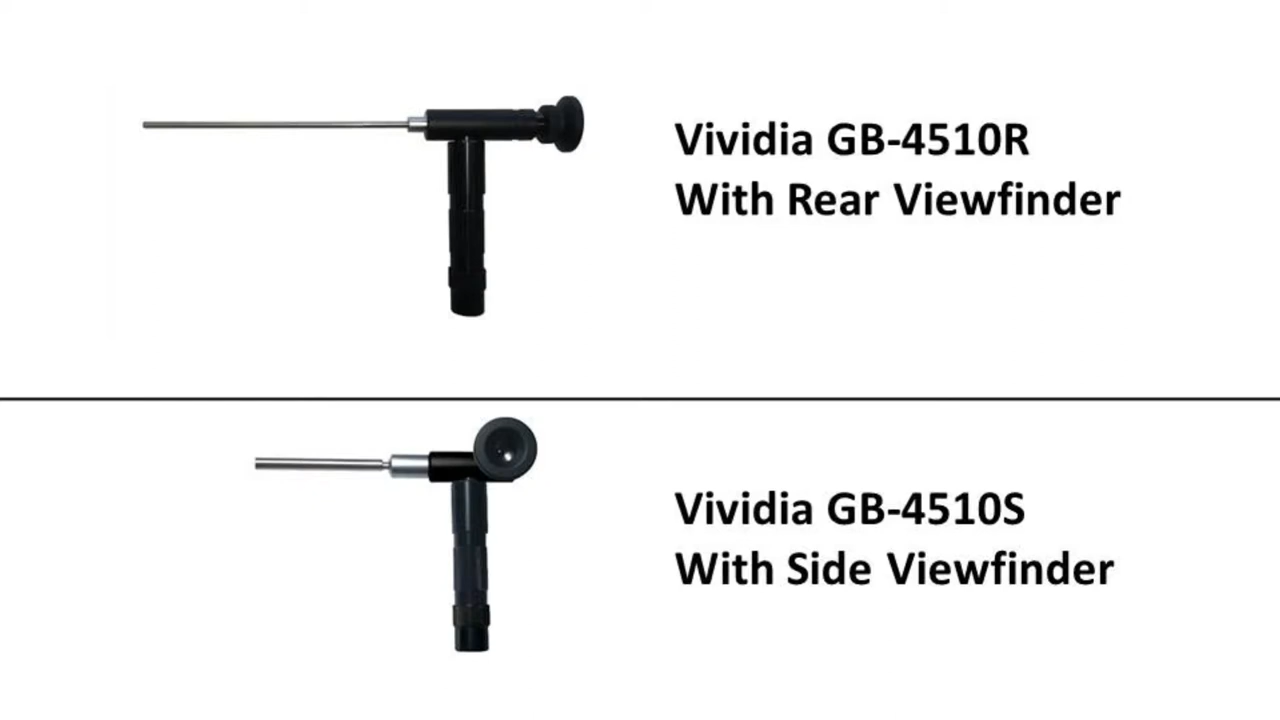 Vividia GB-4510R
With Rear Viewfinder
Vividia GB-4510S
With Side Viewfinder